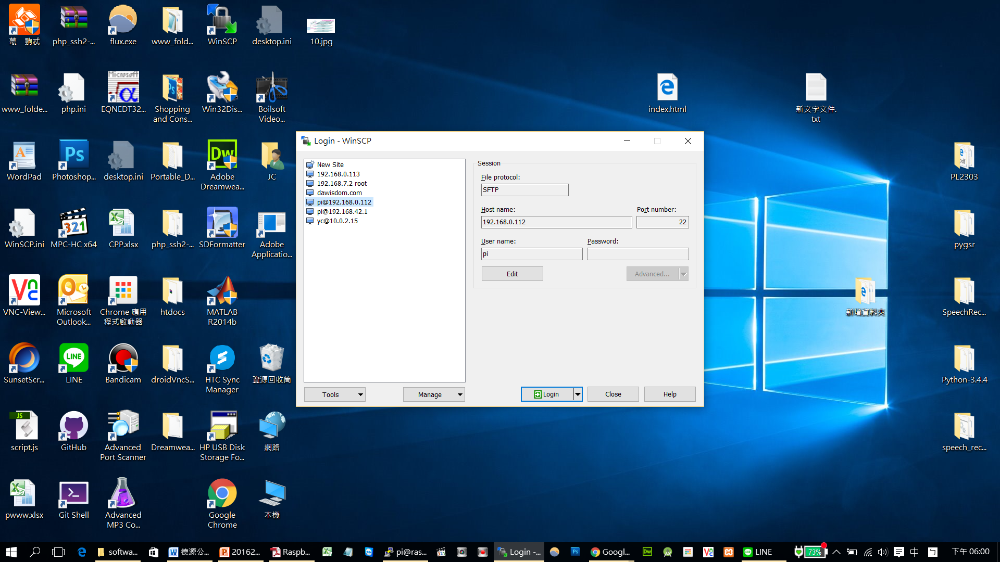 php_ssh2-...
flux.exe
www_fold...
WinSCP
desktop.ini
10.jpg
www_folde...
php.ini
Microsoft
EQNEDT32...
Shopping
and Cons...
Win32Dis...
Boilsoft
Video...
index.html
新文字文件.
txt
WordPad
Photoshop...
desktop.ini
Portable_D...
Adobe
Dreamwea...
JC
PL2303
WinSCP.ini
MPC-HC x64
CPP.xlsx
php_ssh2-...
SDFormatter
Adobe
Applicatio...
pygsr
VNC-View...
Microsoft
Outlook...
Chrome 應用
程式啟動器
htdocs
MATLAB
R2014b
新增資料夾
SpeechRec...
SunsetScr...
LINE
LINE
Bandicam
droidVncS...
HTC Sync
Manager
資源回收筒
Python-3.4.4
JS
script.js
GitHub
Advanced
Port Scanner
Dreamwea...
HP USB Disk
Storage Fo...
網路
speech_rec...
pwww.xlsx
Git Shell
Advanced
MP3 Co...
Google
Chrome
本機
Login - WinSCP
New Site
192.168.0.113
192.168.7.2 root
dawisdom.com
pi@192.168.0.112
pi@192.168.42.1
yc@10.0.2.15
Session
File protocol:
SFTP
Host name:
Port number:
192.168.0.112
22
User name:
Password:
pi
Edit
Advanced...
Tools
Manage
Login
Close
Help
softwa...
德源公...
20162...
Raspb...
pi@ras...
Login -...
Googl...
LINE
73%
中
下午 06:00